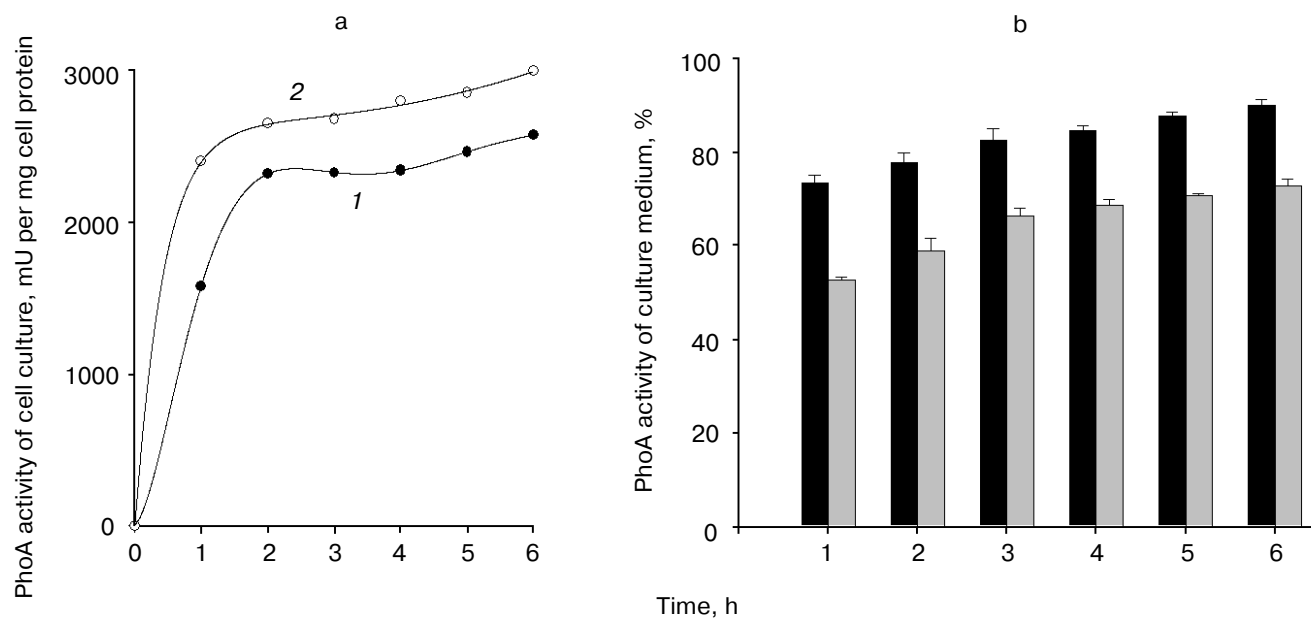 a
PhoA activity of cell culture, mU per mg cell protein
3000
2000
1000
0
0 1 2 3 4 5 6
2
1
b
PhoA activity of culture medium, %
100
80
60
40
20
0
1 2 3 4 5 6
Time, h